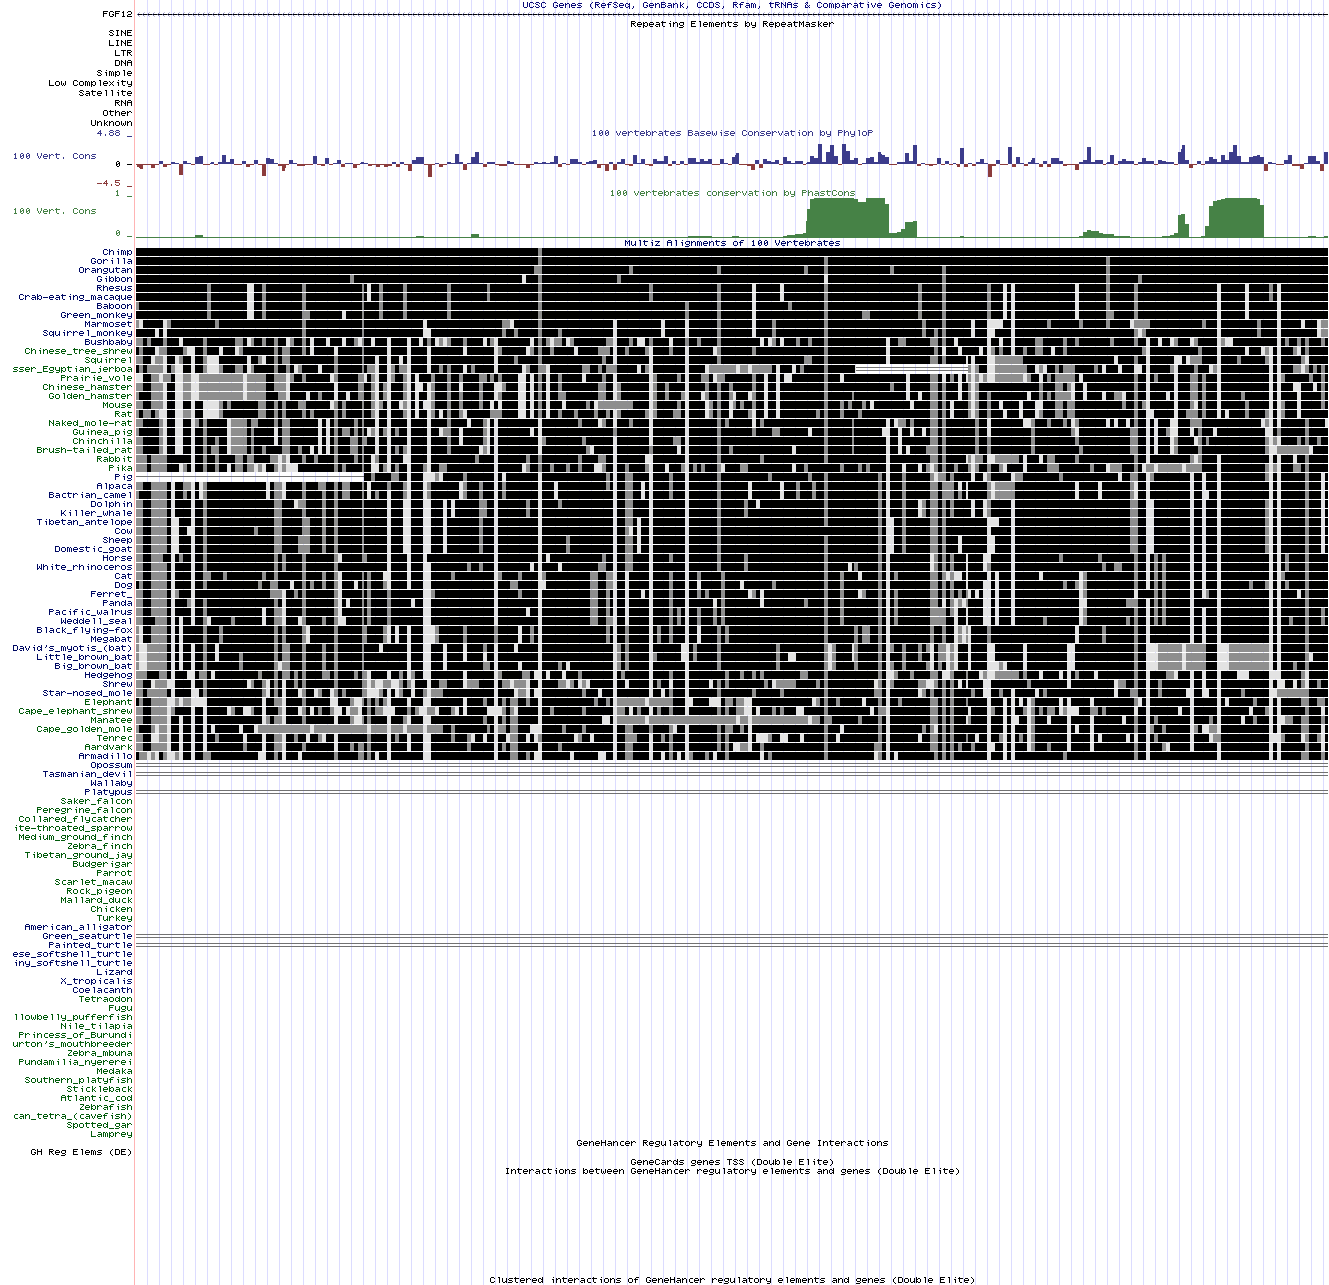 UCSC Genes (RefSeq, GenBank, CCDS, Rfam, tRNAs & Comparative Genomics)
FGF12
Repeating Elements by RepeatMasker
SINE
LINE
LTR
DNA
Simple
Low Complexity
Satellite
RNA
Other
Unknown
4.88 _
100 vertebrates Basewise Conservation by PhyloP
100 Vert. Cons
0 _
-4.5 _
100 vertebrates conservation by PhastCons
1 _
100 Vert. Cons
0 _
Multiz Alignments of 100 Vertebrates
Chimp
Gorilla
Orangutan
Gibbon
Rhesus
Crab-eating_macaque
Baboon
Green_monkey
Marmoset
Squirrel_monkey
Bushbaby
Chinese_tree_shrew
Squirrel
sser_Egyptian_jerboa
Prairie_vole
Chinese_hamster
Golden_hamster
Mouse
Rat
Naked_mole-rat
Guinea_pig
Chinchilla
Brush-tailed_rat
Rabbit
Pika
Pig
Alpaca
Bactrian_camel
Dolphin
Killer_whale
Tibetan_antelope
Cow
Sheep
Domestic_goat
Horse
White_rhinoceros
Cat
Dog
Ferret_
Panda
Pacific_walrus
Weddell_seal
Black_flying-fox
Megabat
David's_myotis_(bat)
Little_brown_bat
Big_brown_bat
Hedgehog
Shrew
Star-nosed_mole
Elephant
Cape_elephant_shrew
Manatee
Cape_golden_mole
Tenrec
Aardvark
Armadillo
Opossum
Tasmanian_devil
Wallaby
Platypus
Saker_falcon
Peregrine_falcon
Collared_flycatcher
ite-throated_sparrow
Medium_ground_finch
Zebra_finch
Tibetan_ground_jay
Budgerigar
Parrot
Scarlet_macaw
Rock_pigeon
Mallard_duck
Chicken
Turkey
American_alligator
Green_seaturtle
Painted_turtle
ese_softshell_turtle
iny_softshell_turtle
Lizard
X_tropicalis
Coelacanth
Tetraodon
Fugu
llowbelly_pufferfish
Nile_tilapia
Princess_of_Burundi
urton's_mouthbreeder
Zebra_mbuna
Pundamilia_nyererei
Medaka
Southern_platyfish
Stickleback
Atlantic_cod
Zebrafish
can_tetra_(cavefish)
Spotted_gar
Lamprey
GeneHancer Regulatory Elements and Gene Interactions
GH Reg Elems (DE)
GeneCards genes TSS (Double Elite)
Interactions between GeneHancer regulatory elements and genes (Double Elite)
Clustered interactions of GeneHancer regulatory elements and genes (Double Elite)